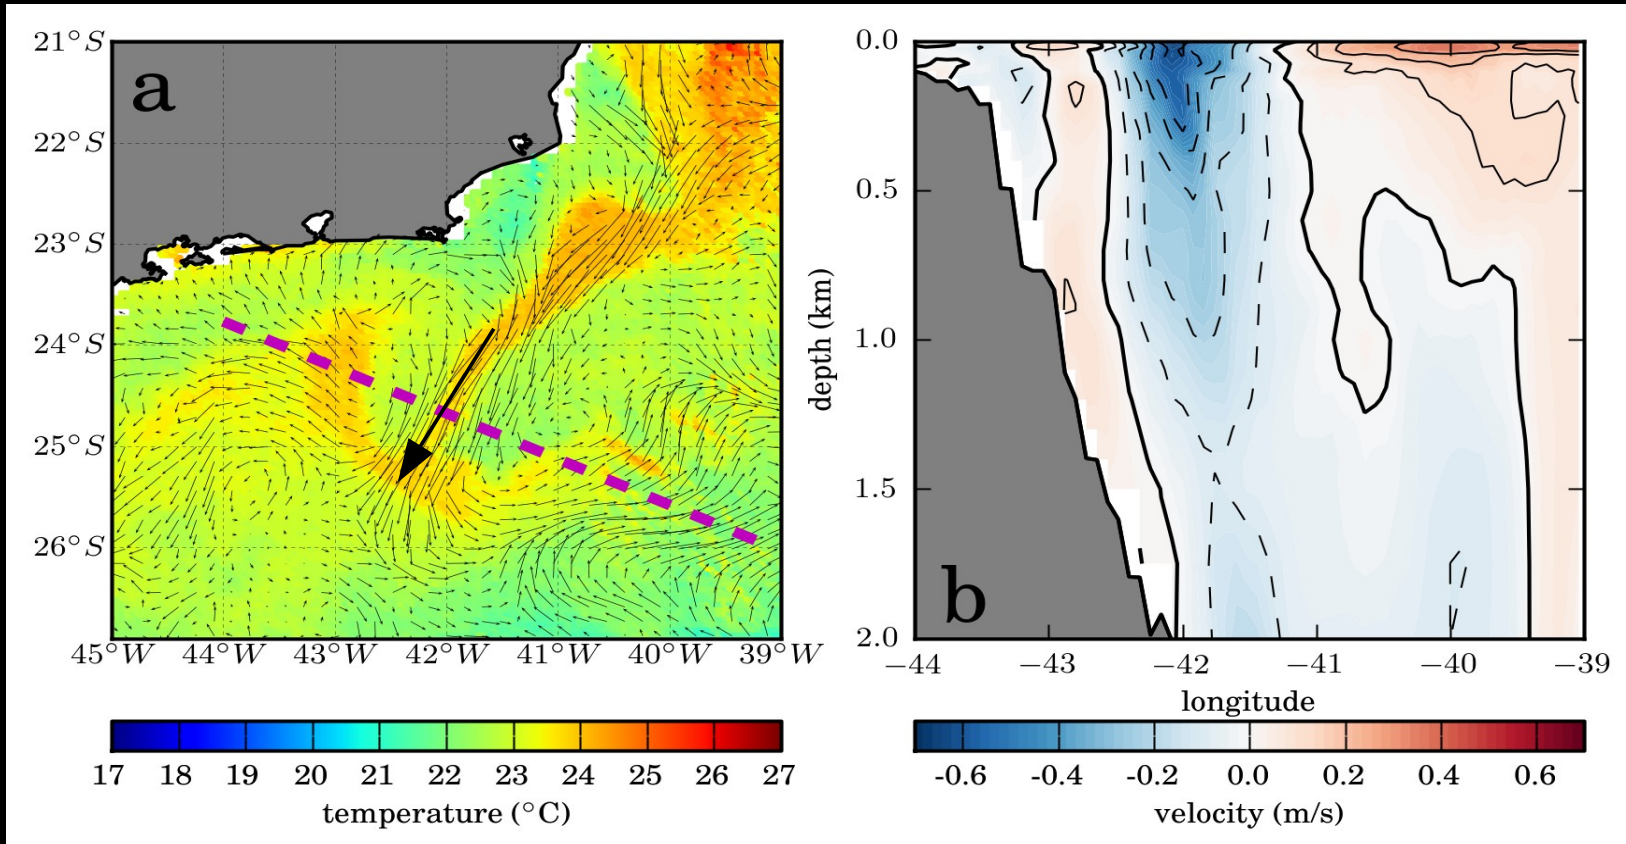 a
21°S
22°S
23°S
24°S
25°S
26°S
45°W 44°W 43°W 42°W 41°W 40°W 39°W
17 18 19 20 21 22 23 24 25 26 27
temperature (°C)
b
depth (km)
0.0
0.5
1.0
1.5
2.0
−44 −43 −42 −41 −40 −39
longitude
-0.6 -0.4 -0.2 0.0 0.2 0.4 0.6
velocity (m/s)